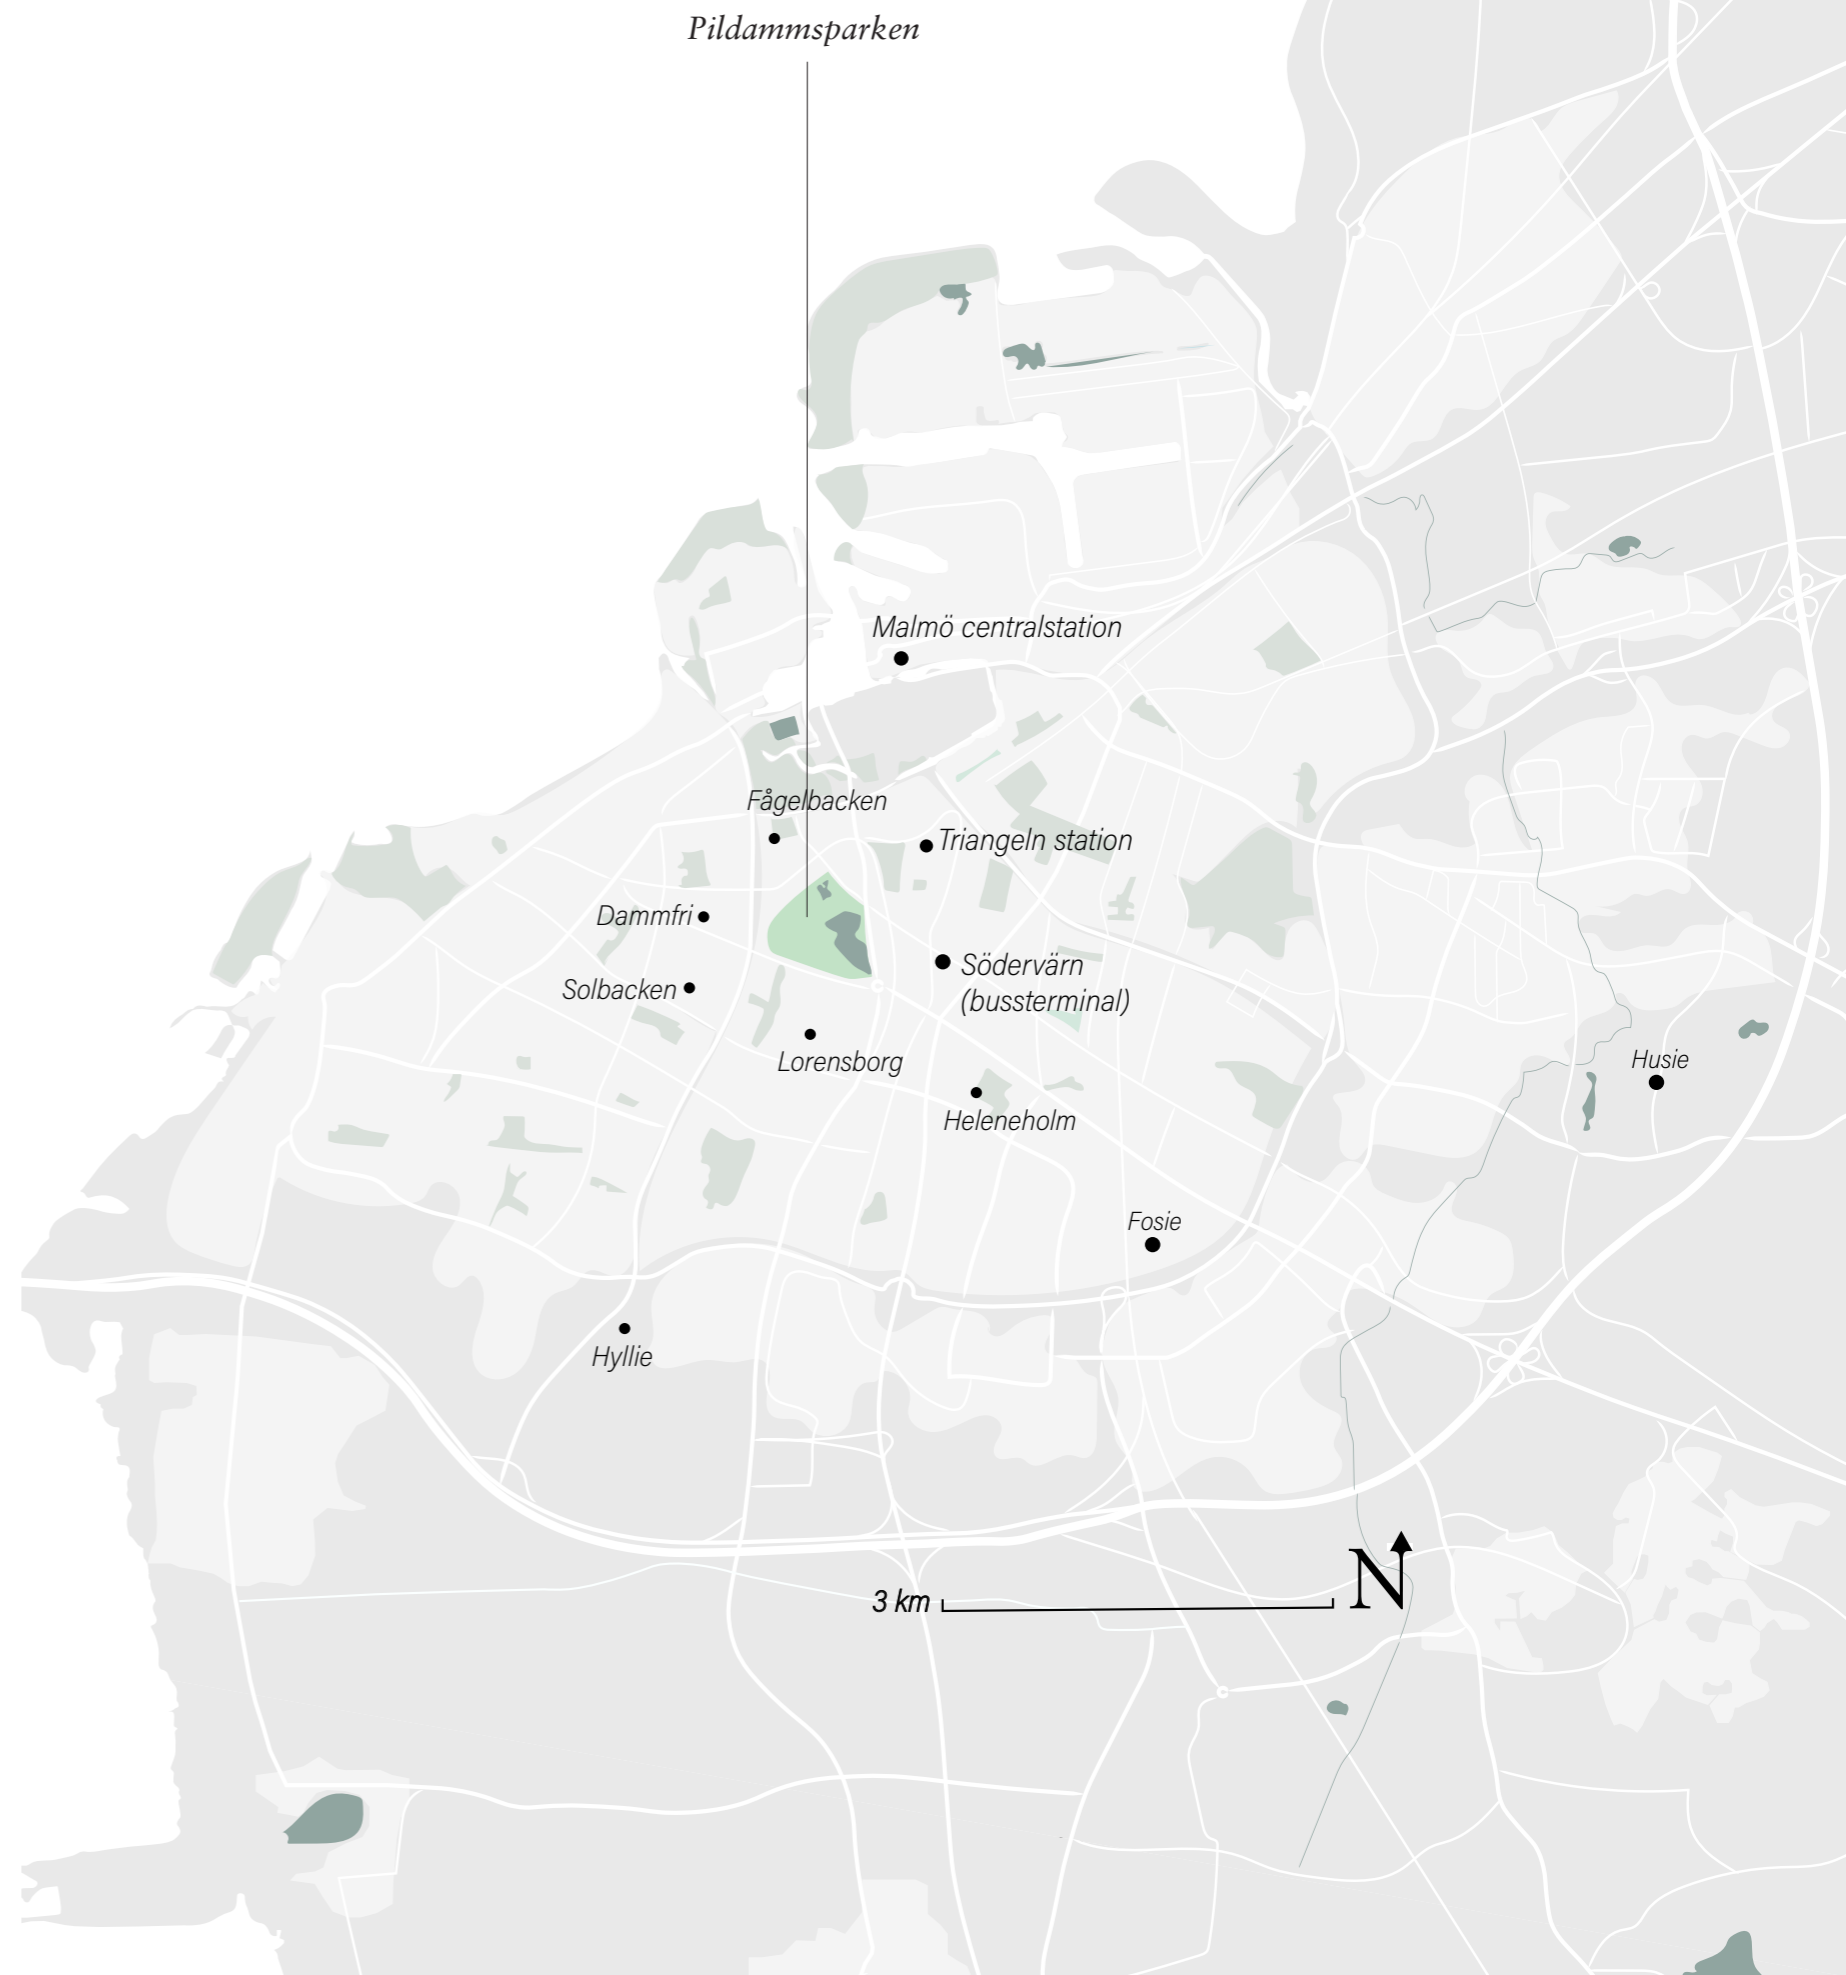 Pildammsparken
Malmö centralstation
Fågelbacken
Triangeln station
Dammfri
Södervärn
(bussterminal)
Solbacken
Lorensborg
Husie
Heleneholm
Fosie
Hyllie
N
3 km